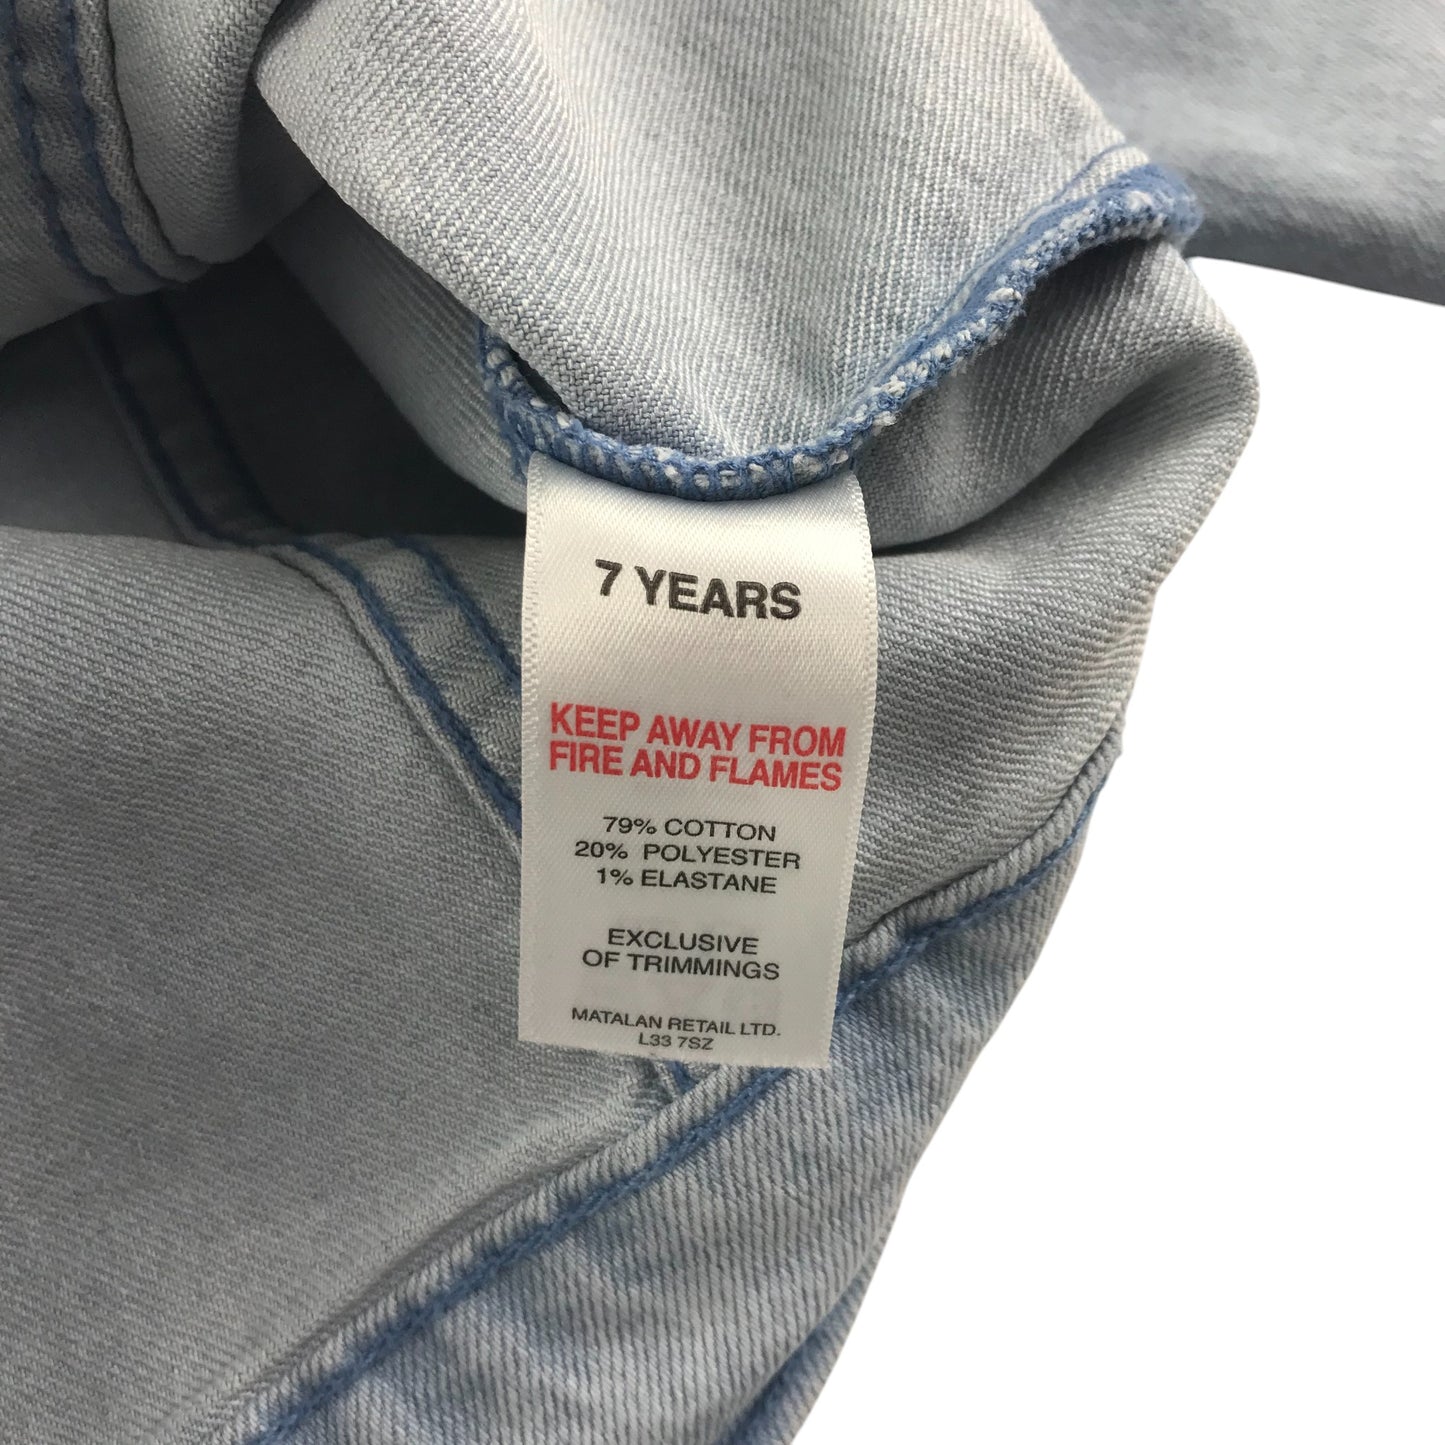 7 YEARS
KEEP AWAY FROM
FIRE AND FLAMES
79% COTTON
20% POLYESTER
1% ELASTANE
EXCLUSIVE
OF TRIMMINGS
MATALAN RETAIL LTD.
L33 7SZ